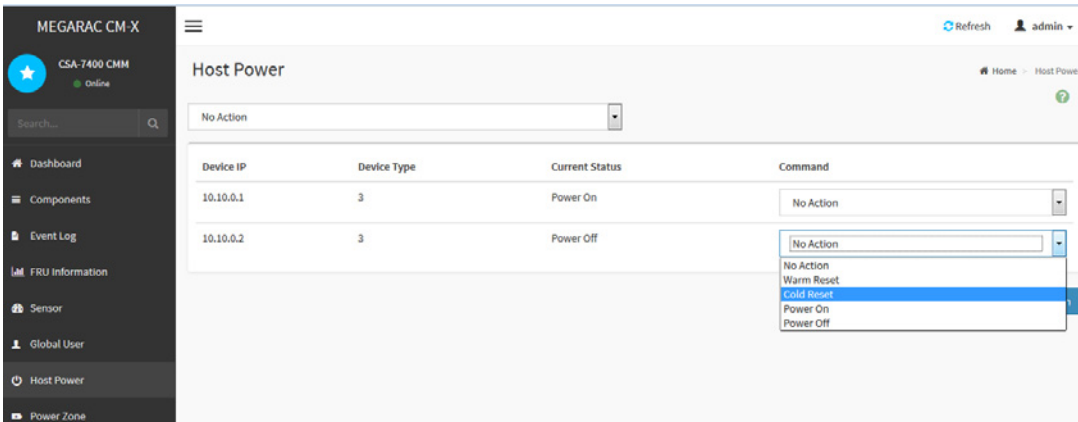 MEGARAC CM-X
Refresh admin
CSA-7400 CMM
Online
Host Power
Home > Host Powe
Search...
No Action
Dashboard
Components
Event Log
FRU Information
Sensor
Global User
Host Power
Power Zone
Device IP Device Type Current Status Command
10.10.0.1 3 Power On No Action
10.10.0.2 3 Power Off No Action
No Action
Warm Reset
Cold Reset
Power On
Power Off